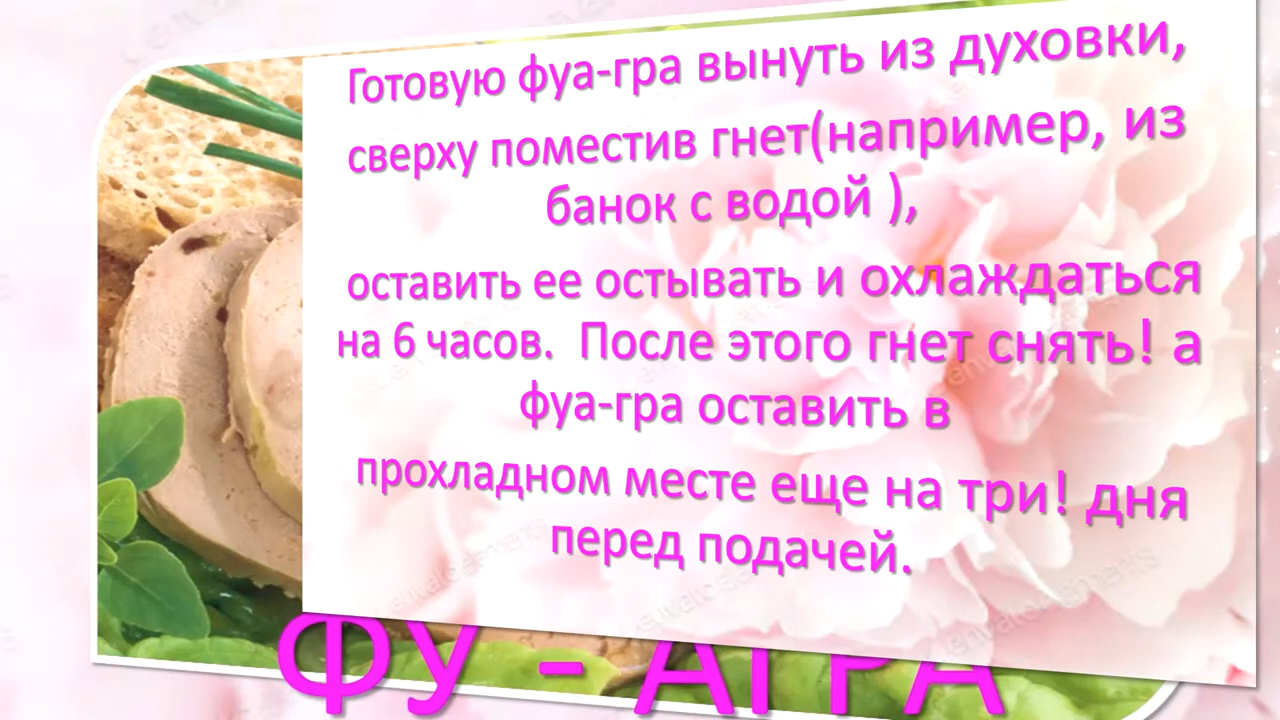 Готовую фуа-гра вынуть из духовки,
сверху поместив гнет(например, из
банок с водой ),
оставить ее остывать и охлаждаться
на 6 часов. После этого гнет снять! а
фуа-гра оставить в
прохладном месте еще на три! дня
перед подачей.
ФУ - АГРА